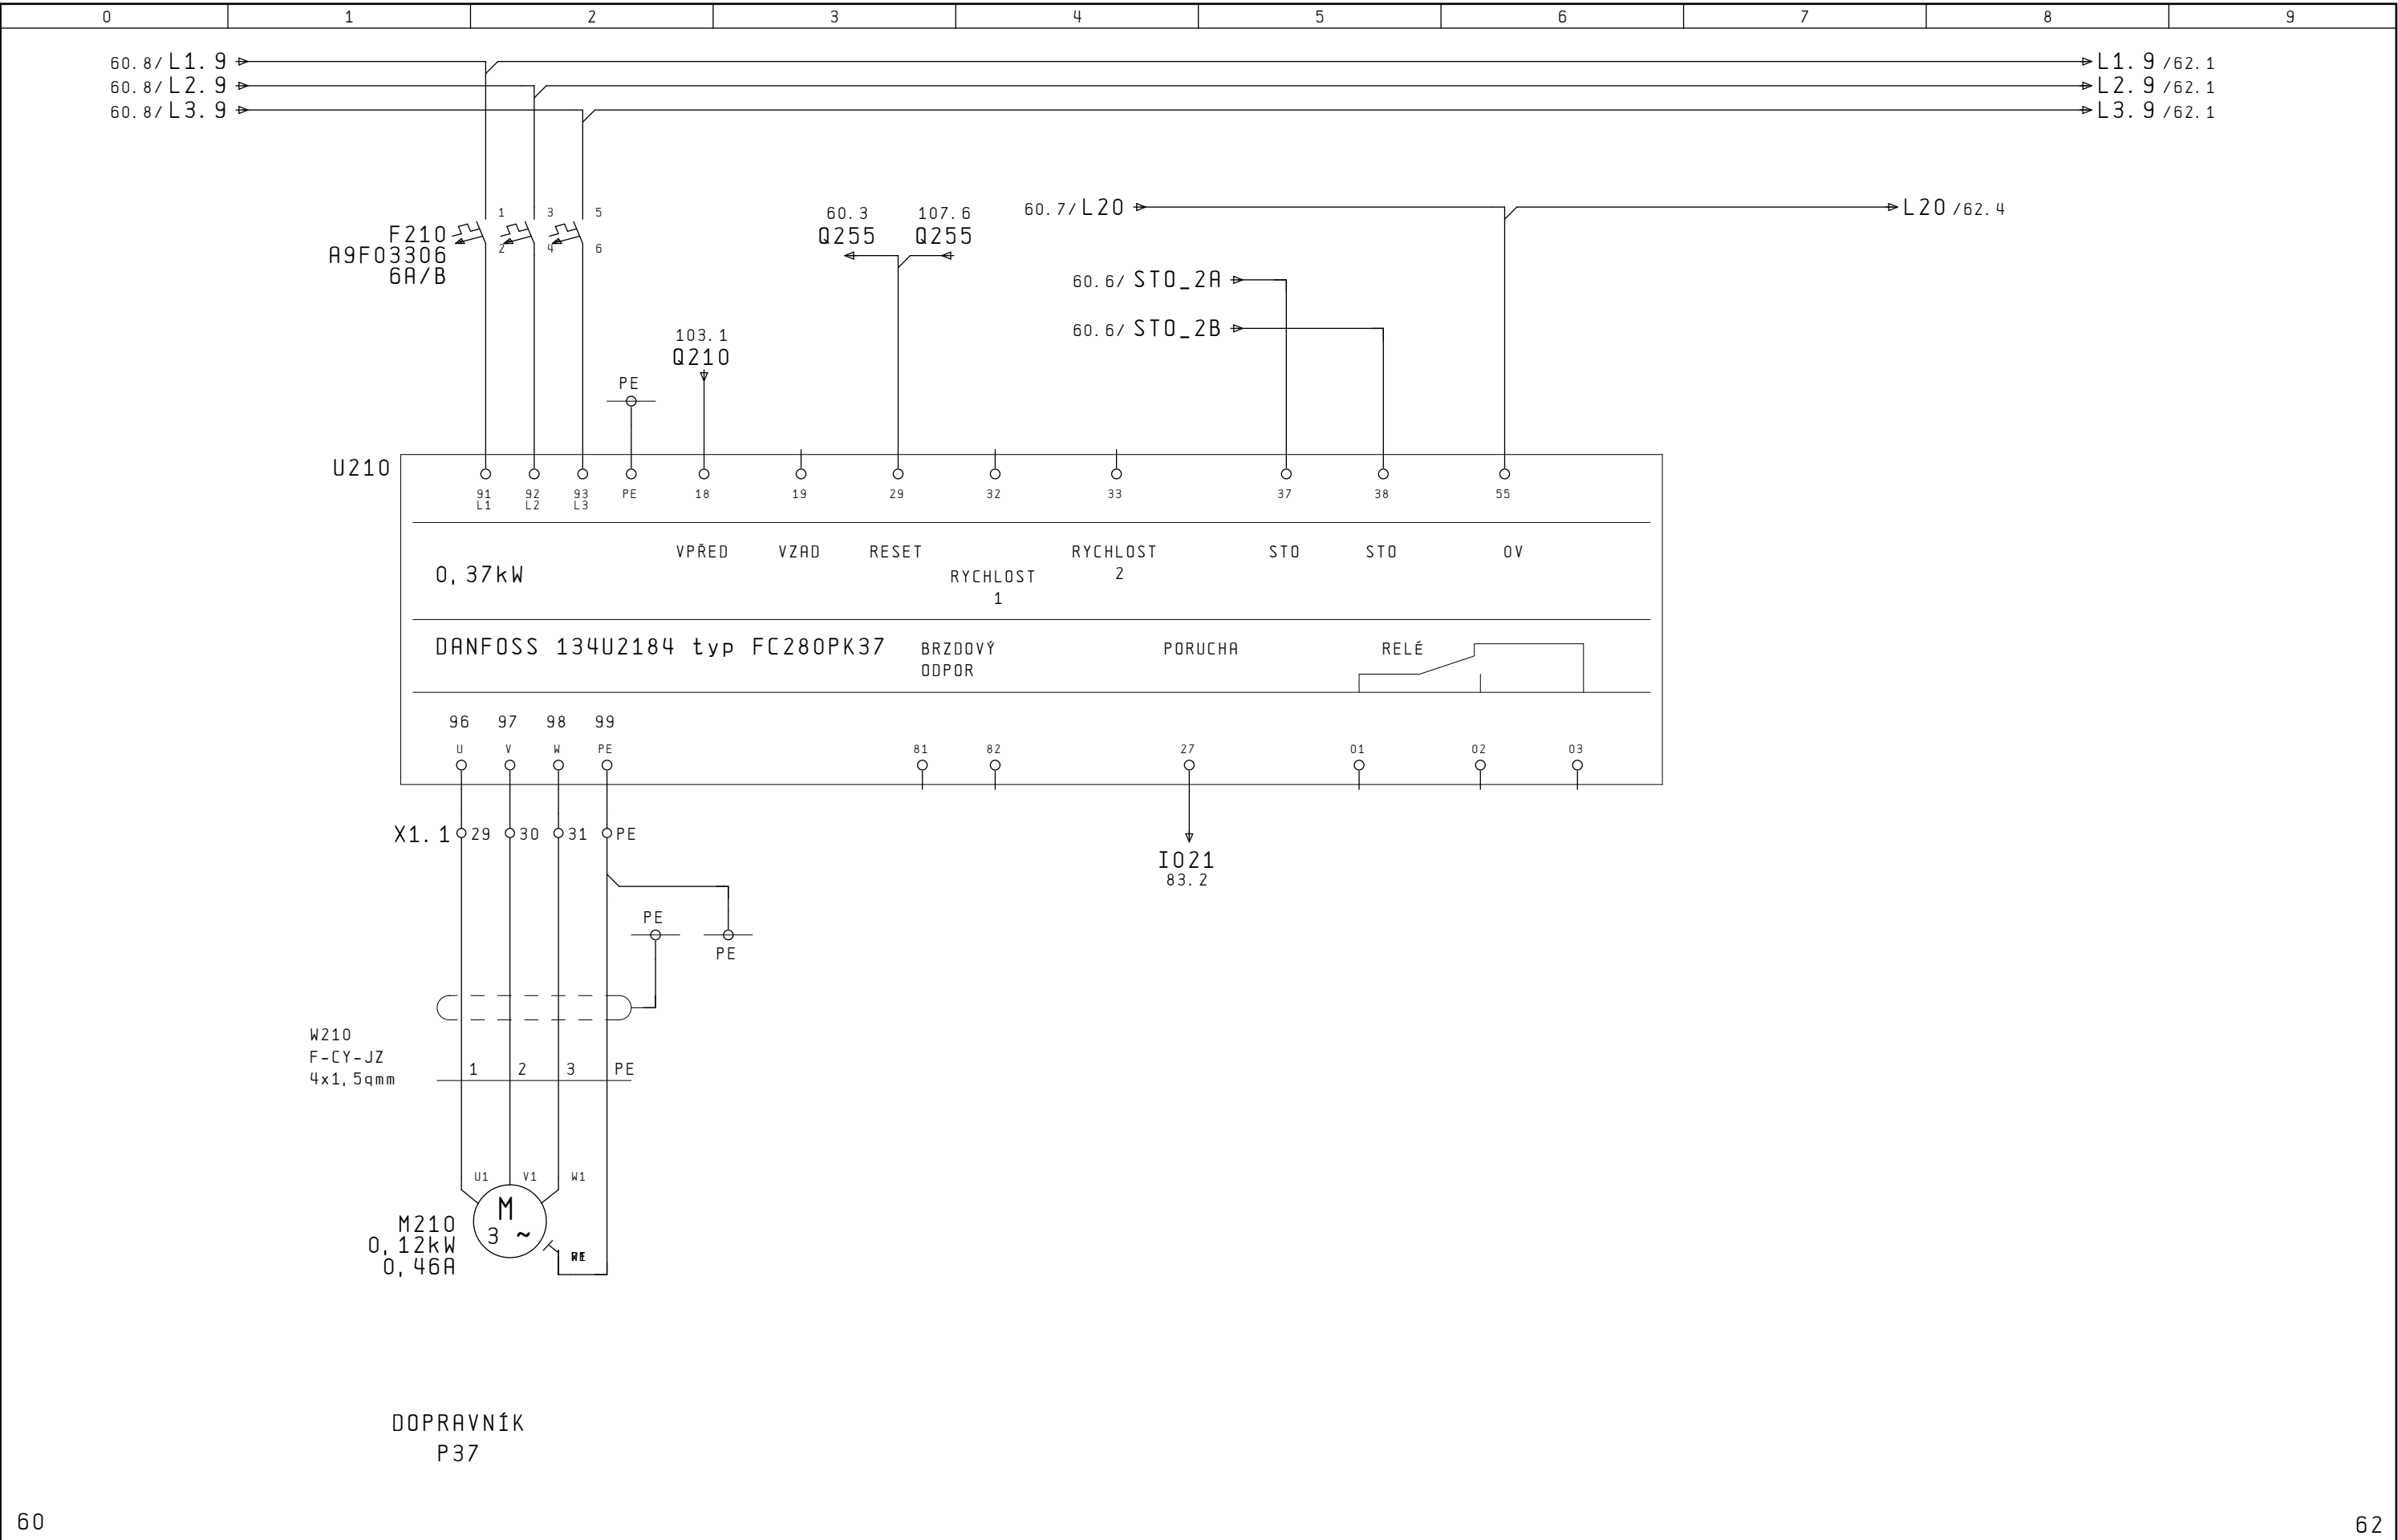 0 1 2 3 4 5 6 7 8 9
60.8/L1.9 L1.9/62.1
60.8/L2.9 L2.9/62.1
60.8/L3.9 L3.9/62.1
60.3 107.6 60.7/L20 L20/62.4
Q255 Q255
1 3 5
F210
2 4 6
A9F03306
6A/B
60.6/ STO_2A
60.6/ STO_2B
103.1
Q210
PE
U210
91 92 93 PE 18 19 29 32 33 37 38 55
L1 L2 L3
VPŘED VZAD RESET RYCHLOST 2 STO STO 0V
0,37kW RYCHLOST 1
DANFOSS 134U2184 typ FC280PK37 BRZDOVÝ ODPOR PORUCHA RELÉ
96 97 98 99
U V W PE 81 82 27 01 02 03
X1.1 29 30 31 PE
I021
83.2
PE
PE
W210
F-CY-JZ
4x1,5qmm
1 2 3 PE
U1 V1 W1
M
3 ~
M210
0,12kW
0,46A
DOPRAVNÍK
P37
60 62